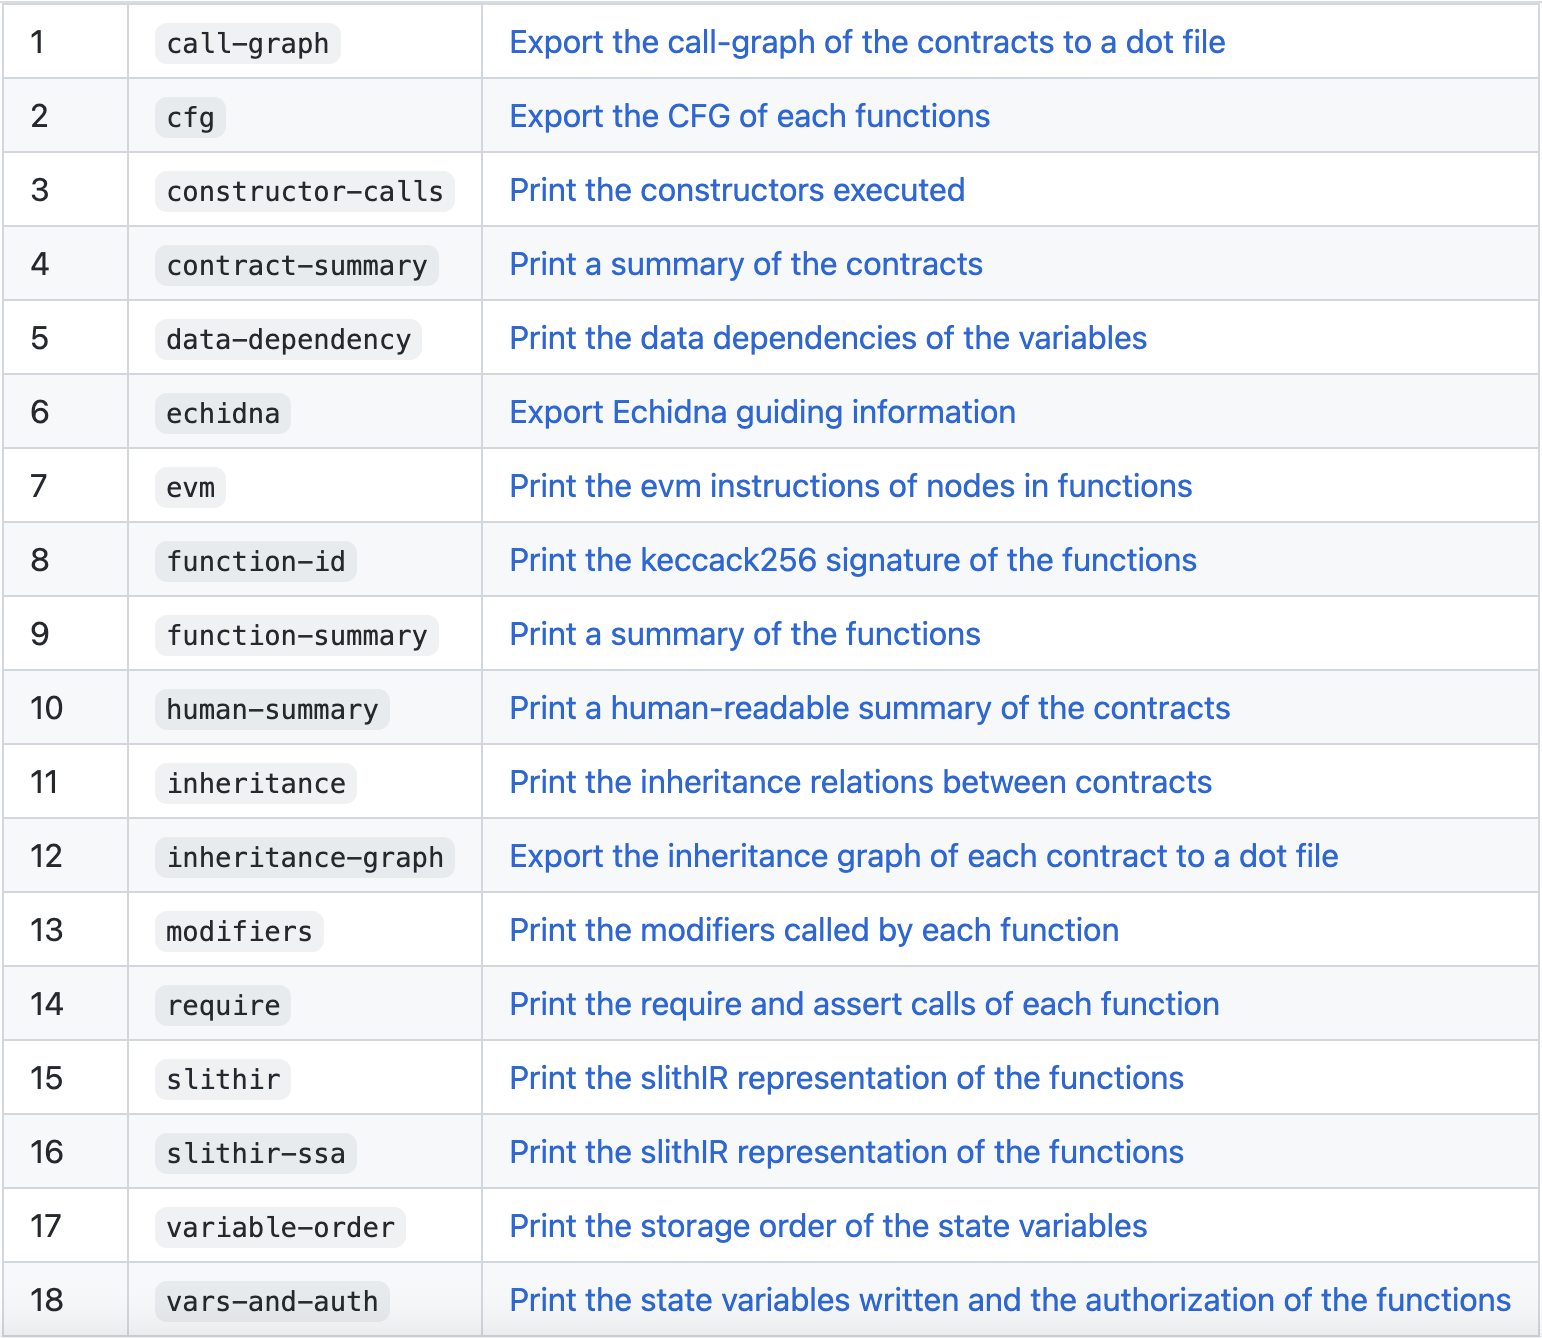 1 call-graph Export the call-graph of the contracts to a dot file
2 cfg Export the CFG of each functions
3 constructor-calls Print the constructors executed
4 contract-summary Print a summary of the contracts
5 data-dependency Print the data dependencies of the variables
6 echidna Export Echidna guiding information
7 evm Print the evm instructions of nodes in functions
8 function-id Print the keccack256 signature of the functions
9 function-summary Print a summary of the functions
10 human-summary Print a human-readable summary of the contracts
11 inheritance Print the inheritance relations between contracts
12 inheritance-graph Export the inheritance graph of each contract to a dot file
13 modifiers Print the modifiers called by each function
14 require Print the require and assert calls of each function
15 slithir Print the slithIR representation of the functions
16 slithir-ssa Print the slithIR representation of the functions
17 variable-order Print the storage order of the state variables
18 vars-and-auth Print the state variables written and the authorization of the functions